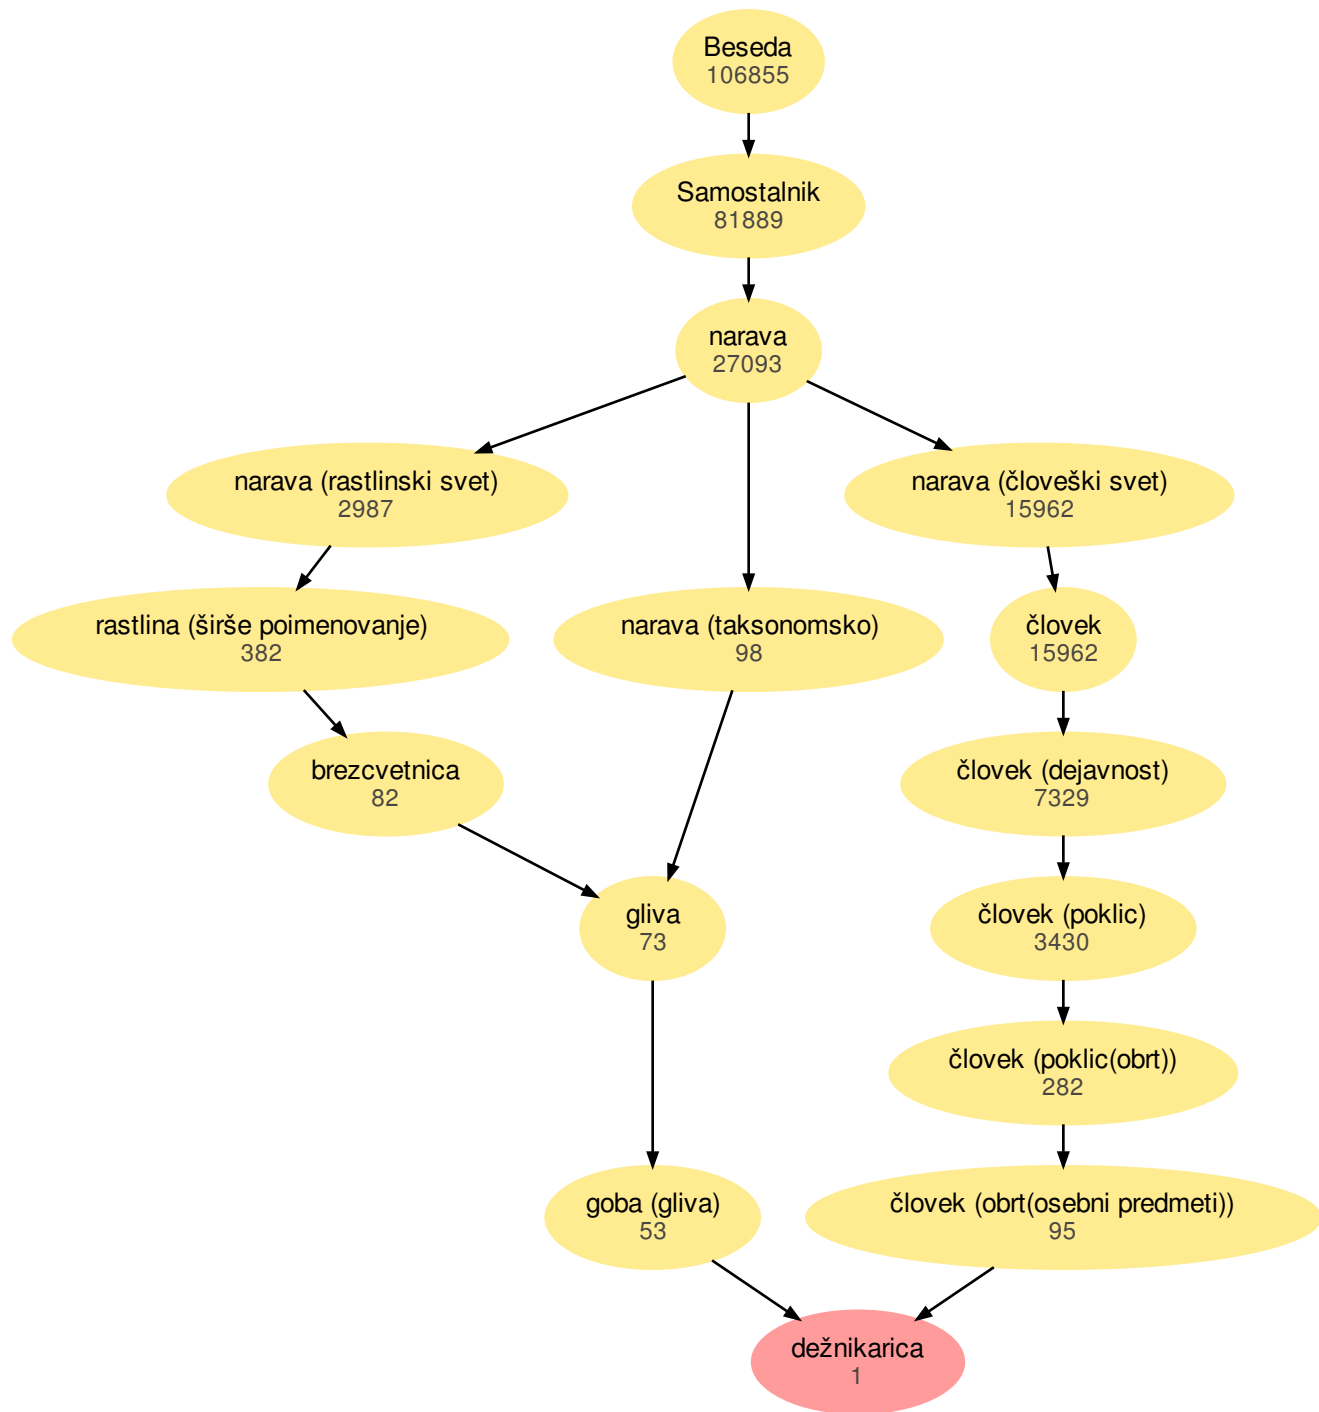 Beseda
106855
Samostalnik
81889
narava
27093
narava (rastlinski svet)
2987
narava (človeški svet)
15962
rastlina (širše poimenovanje)
382
narava (taksonomsko)
98
človek
15962
brezcvetnica
82
človek (dejavnost)
7329
gliva
73
človek (poklic)
3430
človek (poklic(obrt))
282
goba (gliva)
53
človek (obrt(osebni predmeti))
95
dežnikarica
1